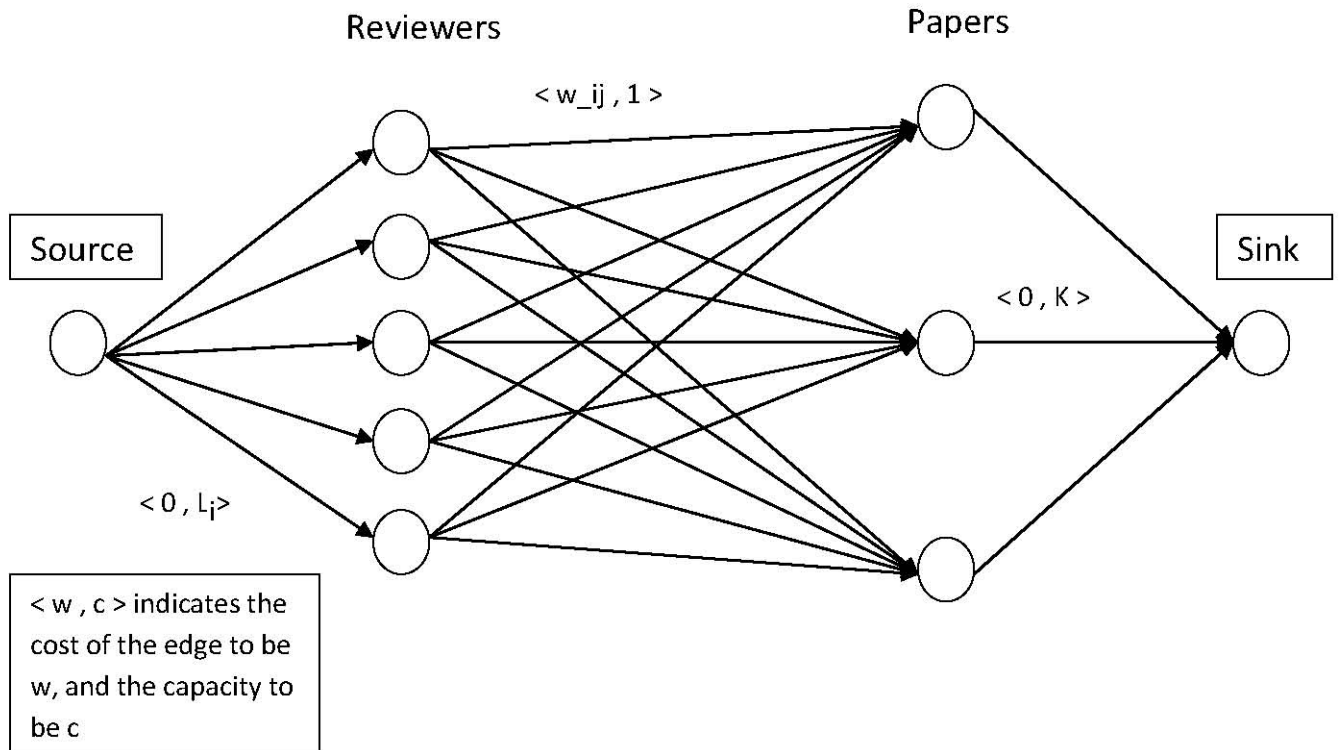 Reviewers
Papers
< w_ij , 1 >
Source
Sink
< 0 , K >
< 0 , Li>
< w , c > indicates the
cost of the edge to be
w, and the capacity to
be c